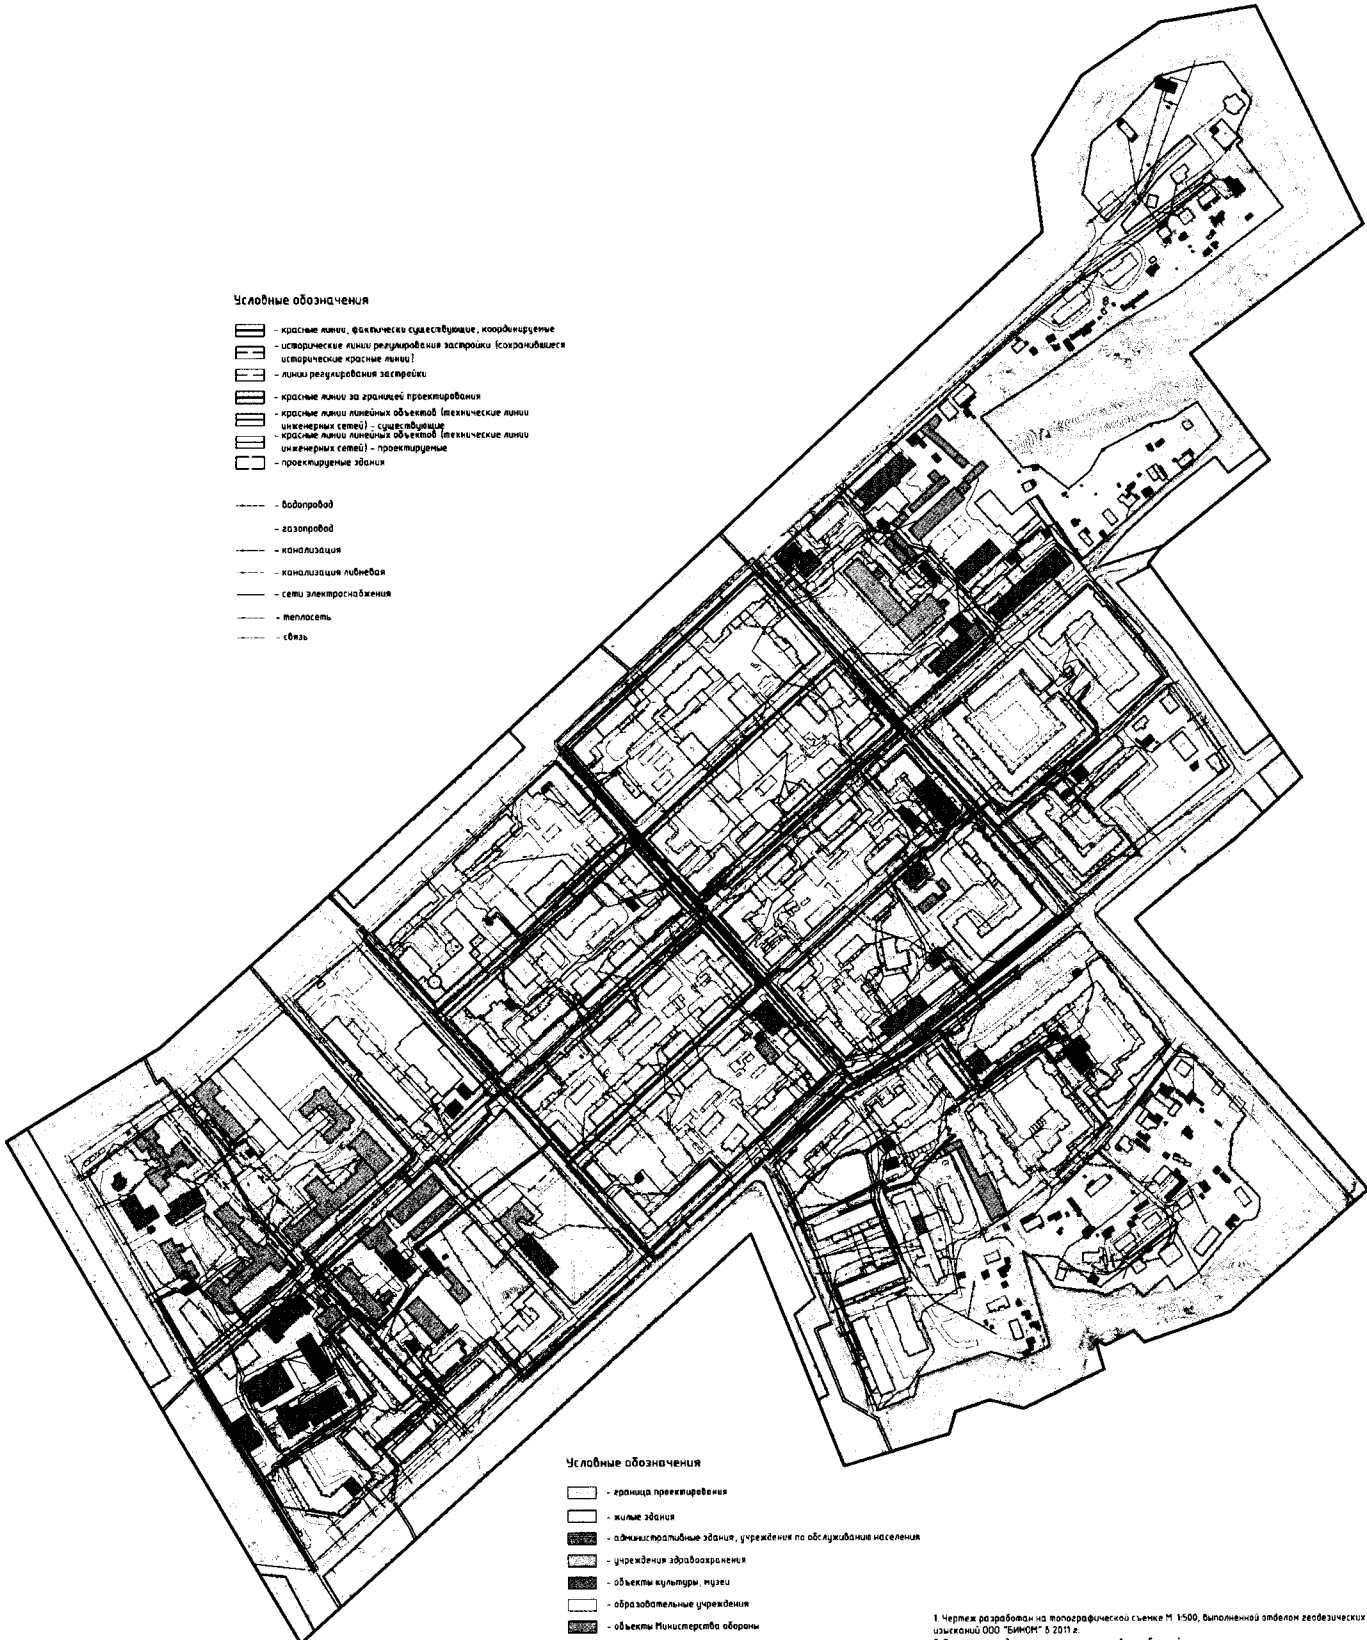 Условные обозначения
- красные линии, фактически существующие, координируемые
- исторические линии регулирования застройки (сохранившиеся
исторические красные линии)
- линии регулирования застройки
- красные линии за границей проектирования
- красные линии линейных объектов (технические линии
инженерных сетей) - существующие
- красные линии линейных объектов (технические линии
инженерных сетей) - проектируемые
- проектируемые здания
- водопровод
- газопровод
- канализация
- канализация ливневая
- сети электроснабжения
- теплосеть
- связь
Условные обозначения
- граница проектирования
- жилые здания
- административные здания, учреждения по обслуживанию населения
- учреждения здравоохранения
- объекты культуры, музеи
- образовательные учреждения
- объекты Министерства обороны
1. Чертеж разработан на топографической съемке М 1:500, выполненной отделом геодезических
изысканий ООО "БИНОМ" в 2011 г.